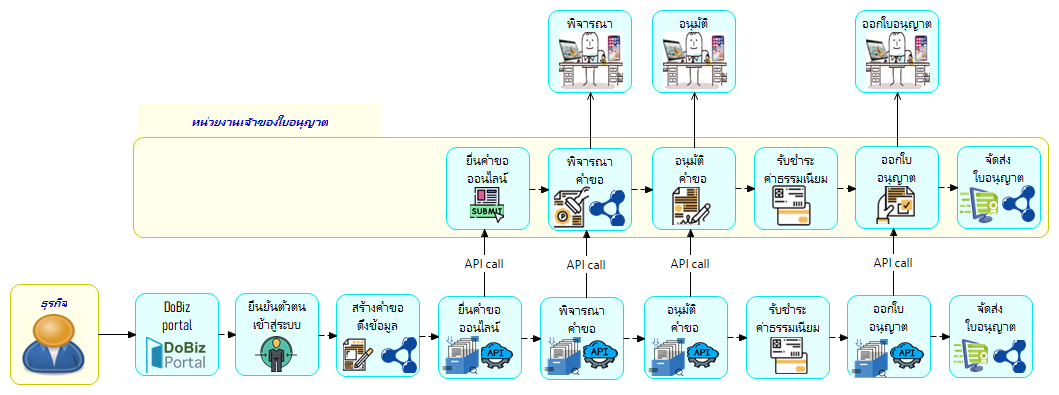 พิจารณา
อนุมัติ
ออกใบอนุญาต
หน่วยงานเจ้าของใบอนุญาต
ยื่นคำขอ
ออนไลน์
SUBMIT
พิจารณา
คำขอ
P
อนุมัติ
คำขอ
รับชำระ
ค่าธรรมเนียม
ออกใบ
อนุญาต
จัดส่ง
ใบอนุญาต
API call
API call
API call
API call
ธุรกิจ
DoBiz
portal
DoBiz
Portal
ยืนยันตัวตน
เข้าสู่ระบบ
สร้างคำขอ
ดึงข้อมูล
ยื่นคำขอ
ออนไลน์
API
พิจารณา
คำขอ
API
อนุมัติ
คำขอ
API
รับชำระ
ค่าธรรมเนียม
ออกใบ
อนุญาต
API
จัดส่ง
ใบอนุญาต